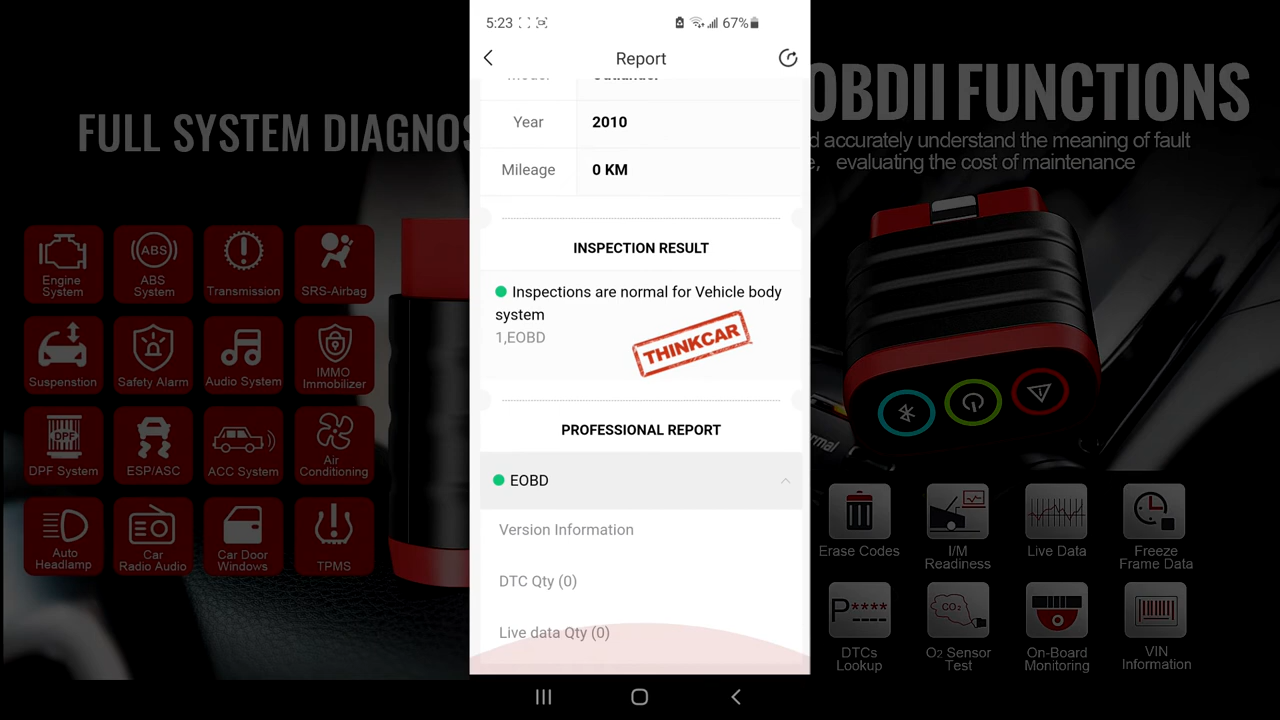 5:23
67%
Report
Model
Outlander
Year
2010
Mileage
0 KM
INSPECTION RESULT
Inspections are normal for Vehicle body
system
1,EOBD
THINKCAR
PROFESSIONAL REPORT
EOBD
Version Information
DTC Qty (0)
Live data Qty (0)
FULL SYSTEM DIAGNOS
Engine
System
ABS
ABS
System
Transmission
SRS-Airbag
Suspenstion
Safety Alarm
Audio System
IMMO
Immobilizer
DPF
DPF System
ESP/ASC
ACC System
Air
Conditioning
Auto
Headlamp
Car
Radio Audio
Car Door
Windows
TPMS
OBDII FUNCTIONS
d accurately understand the meaning of fault
e, evaluating the cost of maintenance
rmal
Erase Codes
I/M
Readiness
Live Data
Freeze
Frame Data
P****
DTCs
Lookup
CO2
O2 Sensor
Test
On-Board
Monitoring
VIN
Information